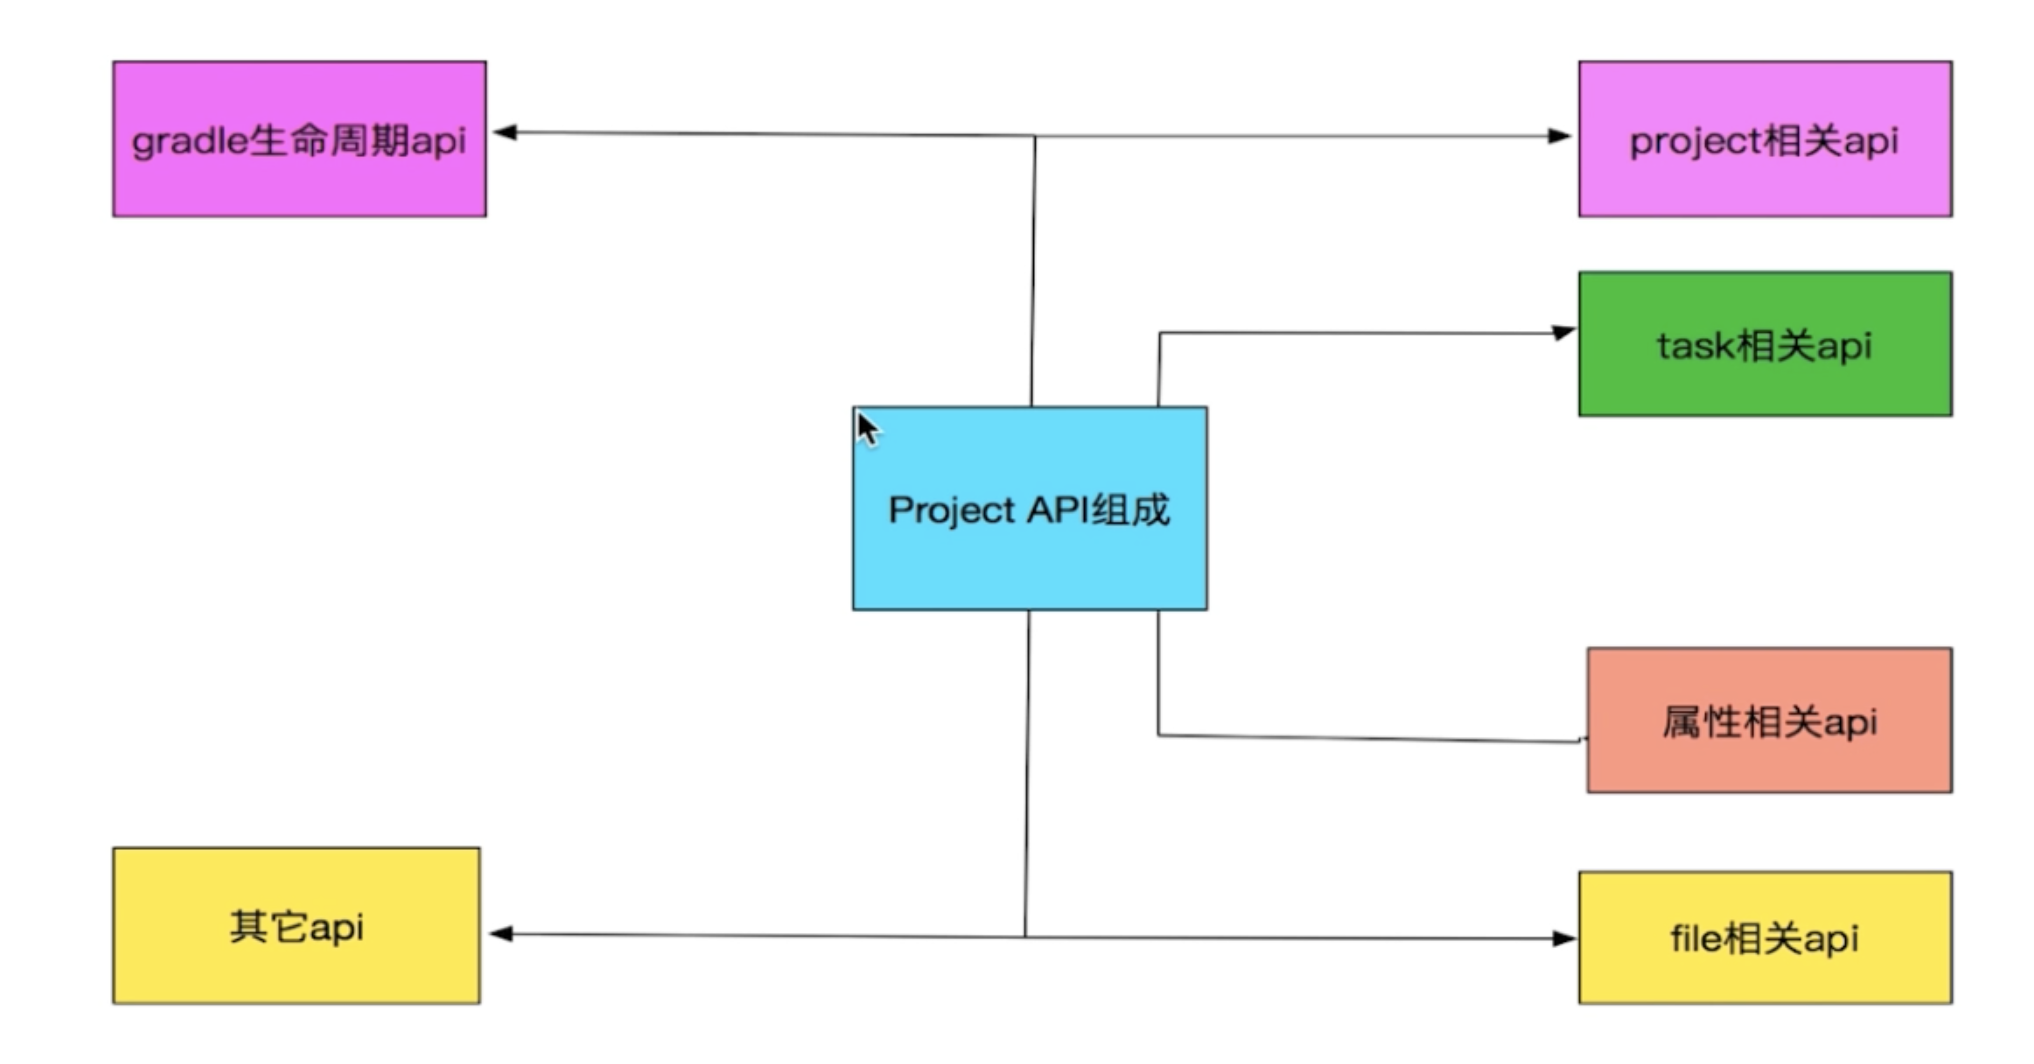 gradle生命周期api
project相关api
task相关api
Project API组成
属性相关api
其它api
file相关api